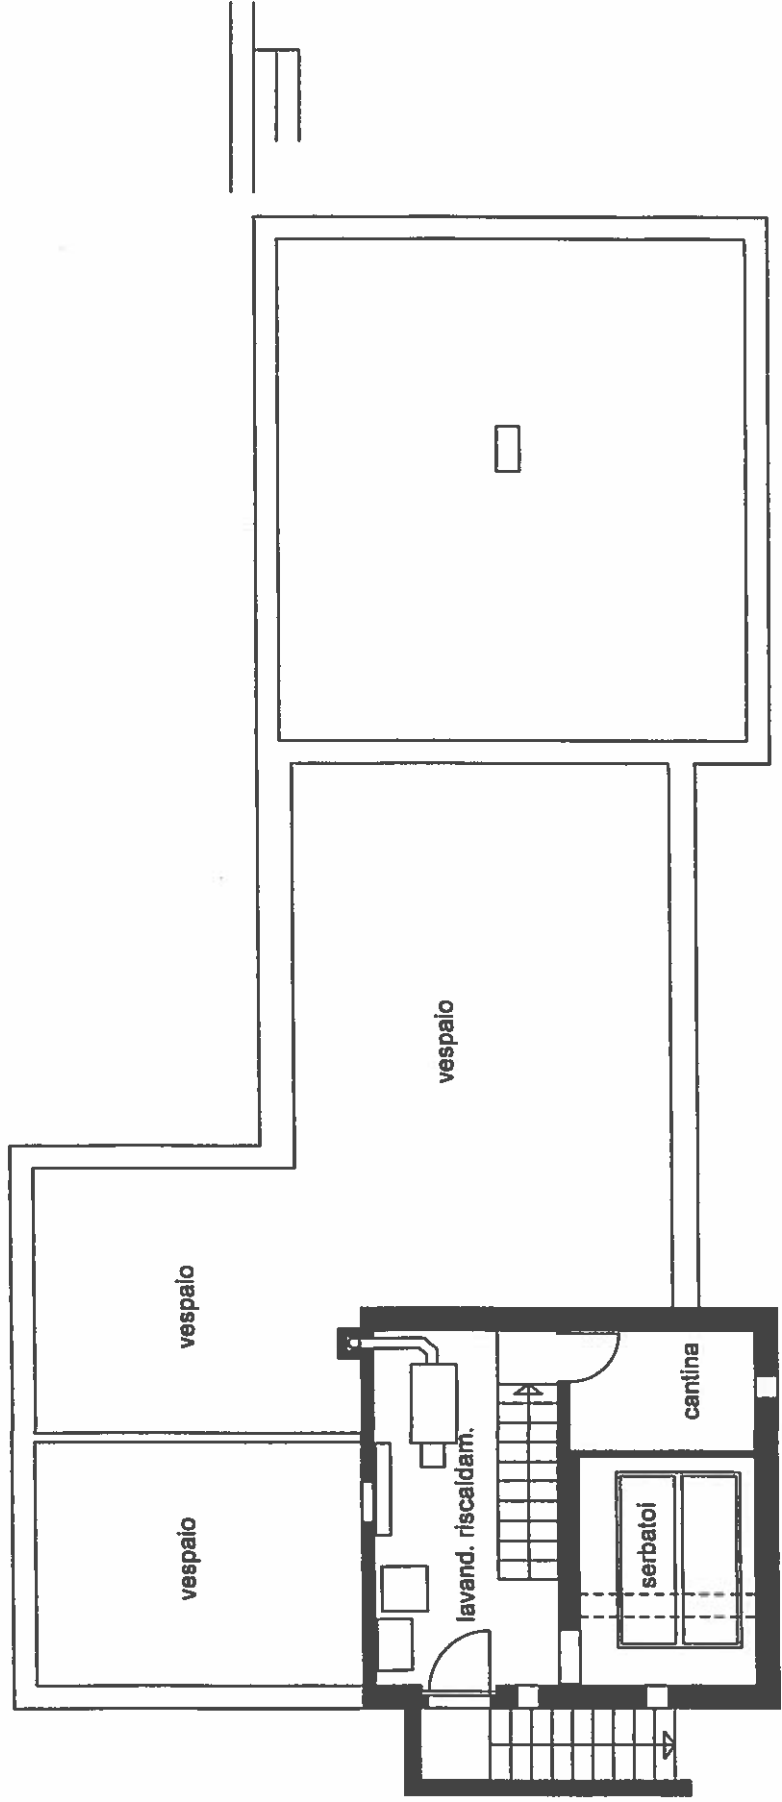 vespaio
vespaio
vespaio
lavand. riscaldam.
cantina
serbatoi